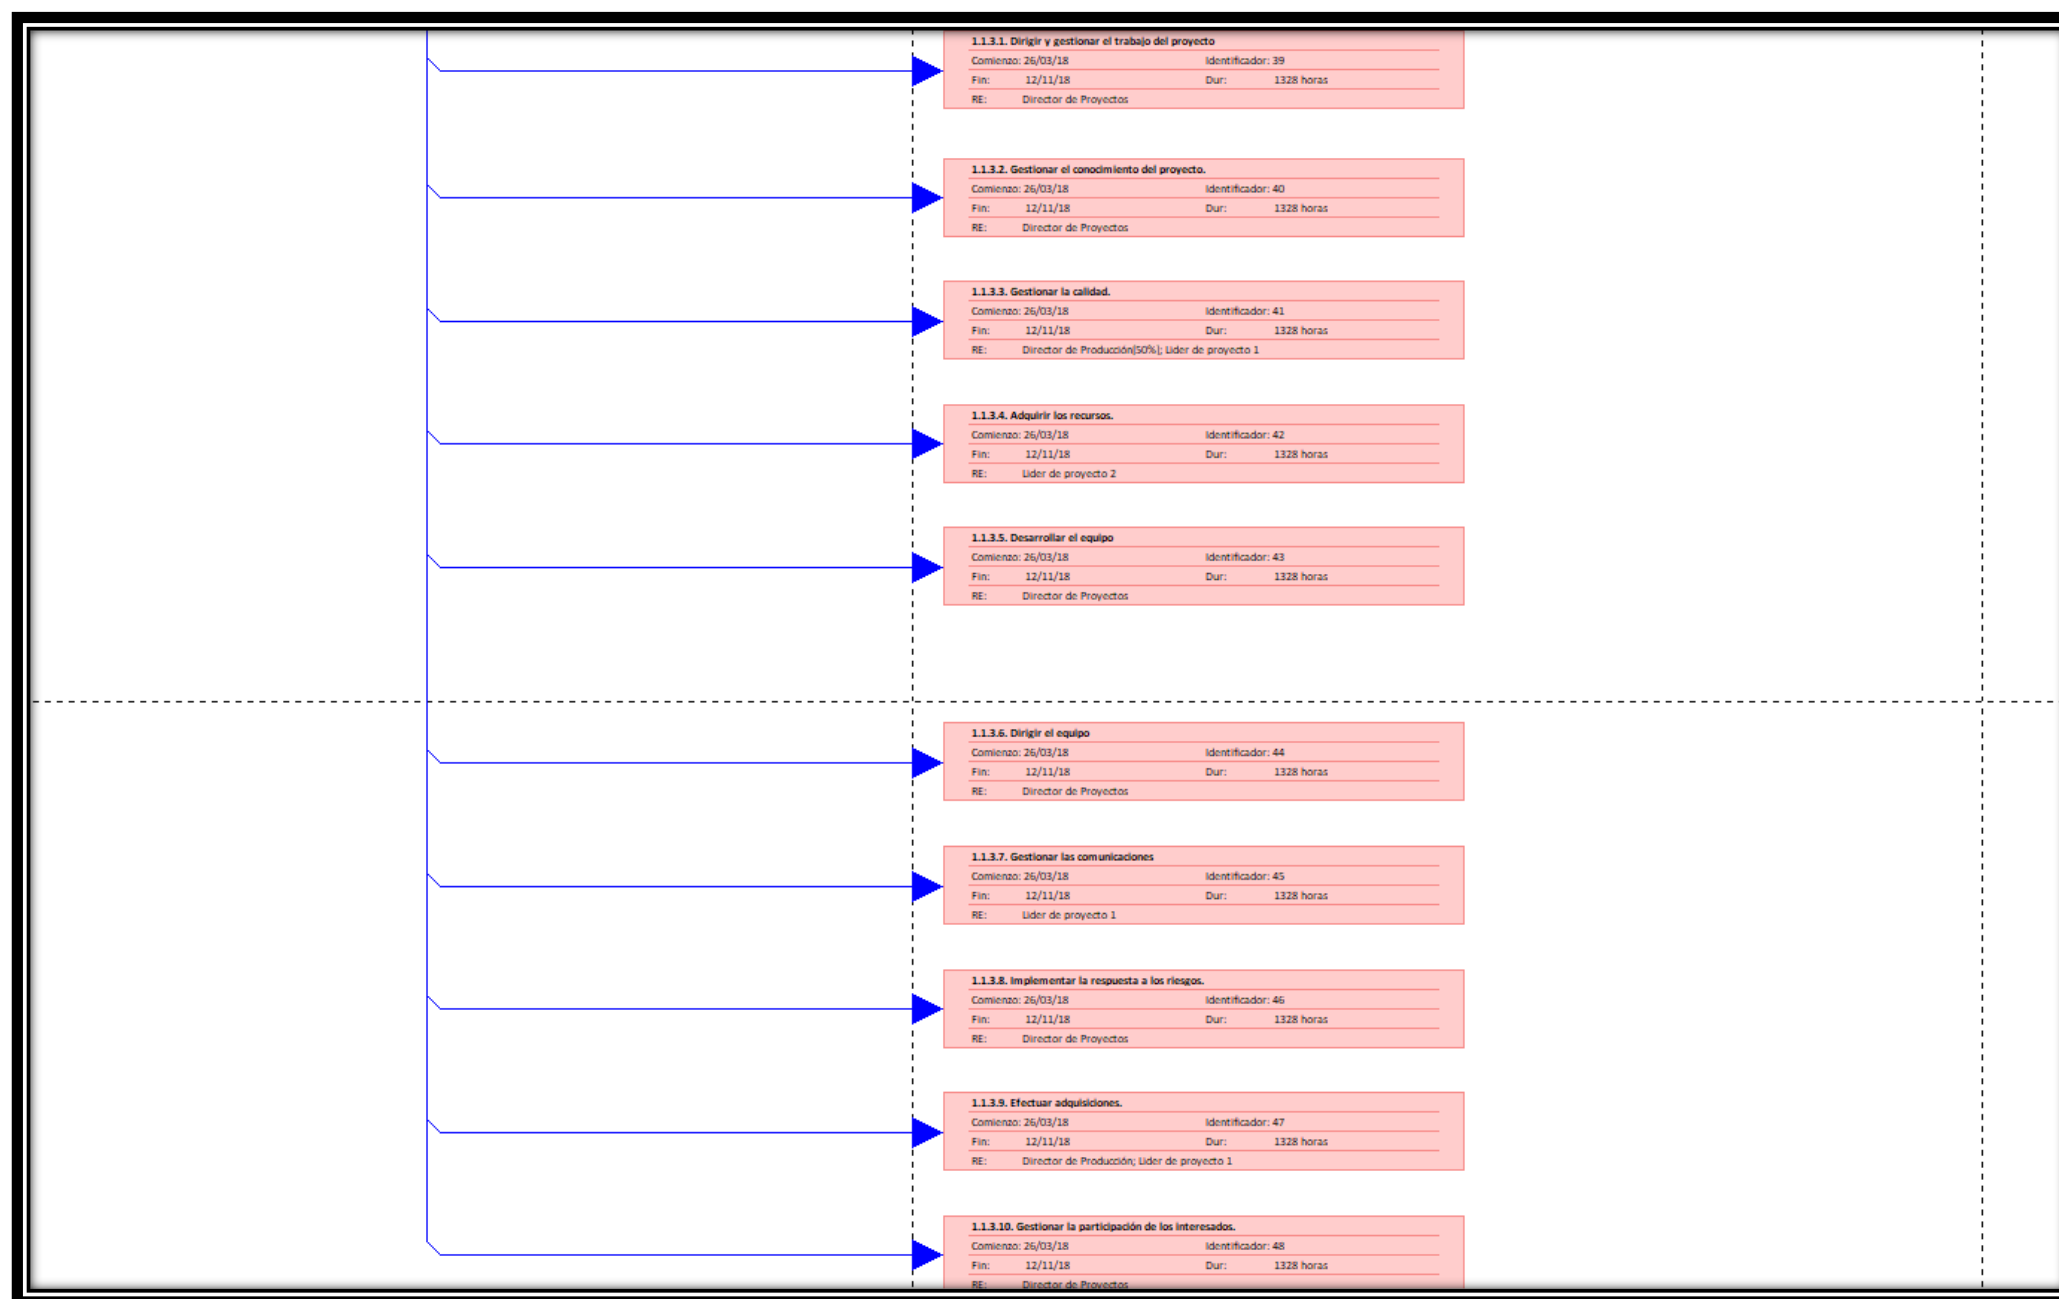 1.1.3.1. Dirigir y gestionar el trabajo del proyecto
Comienzo: 26/03/18 Identificador: 39
Fin: 12/11/18 Dur: 1328 horas
RE: Director de Proyectos
1.1.3.2. Gestionar el conocimiento del proyecto.
Comienzo: 26/03/18 Identificador: 40
Fin: 12/11/18 Dur: 1328 horas
RE: Director de Proyectos
1.1.3.3. Gestionar la calidad.
Comienzo: 26/03/18 Identificador: 41
Fin: 12/11/18 Dur: 1328 horas
RE: Director de Producción[50%]; Lider de proyecto 1
1.1.3.4. Adquirir los recursos.
Comienzo: 26/03/18 Identificador: 42
Fin: 12/11/18 Dur: 1328 horas
RE: Lider de proyecto 2
1.1.3.5. Desarrollar el equipo
Comienzo: 26/03/18 Identificador: 43
Fin: 12/11/18 Dur: 1328 horas
RE: Director de Proyectos
1.1.3.6. Dirigir el equipo
Comienzo: 26/03/18 Identificador: 44
Fin: 12/11/18 Dur: 1328 horas
RE: Director de Proyectos
1.1.3.7. Gestionar las comunicaciones
Comienzo: 26/03/18 Identificador: 45
Fin: 12/11/18 Dur: 1328 horas
RE: Lider de proyecto 1
1.1.3.8. Implementar la respuesta a los riesgos.
Comienzo: 26/03/18 Identificador: 46
Fin: 12/11/18 Dur: 1328 horas
RE: Director de Proyectos
1.1.3.9. Efectuar adquisiciones.
Comienzo: 26/03/18 Identificador: 47
Fin: 12/11/18 Dur: 1328 horas
RE: Director de Producción; Lider de proyecto 1
1.1.3.10. Gestionar la participación de los interesados.
Comienzo: 26/03/18 Identificador: 48
Fin: 12/11/18 Dur: 1328 horas
RE: Director de Proyectos